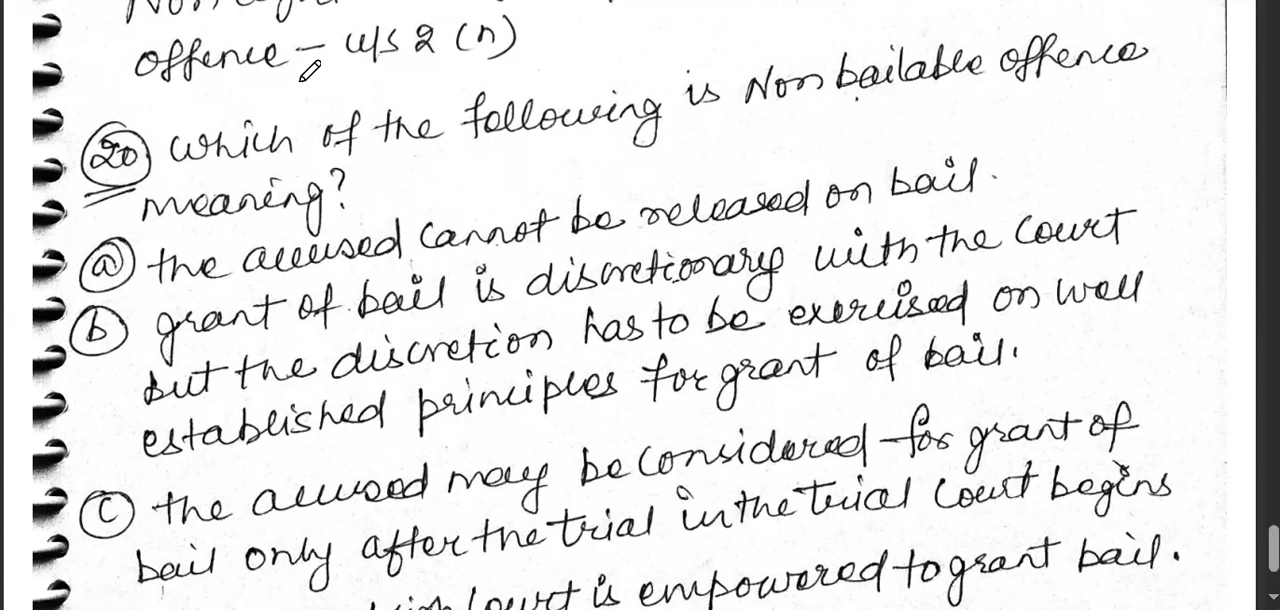 offence - u/s 2 (n)
20 Which of the following is Non bailable offence
meaning?
a the accused cannot be released on bail.
b grant of bail is discretionary with the court
but the discretion has to be exercised on well
established principles for grant of bail.
c the accused may be considered for grant of
bail only after the trial in the trial court begins
court is empowered to grant bail.